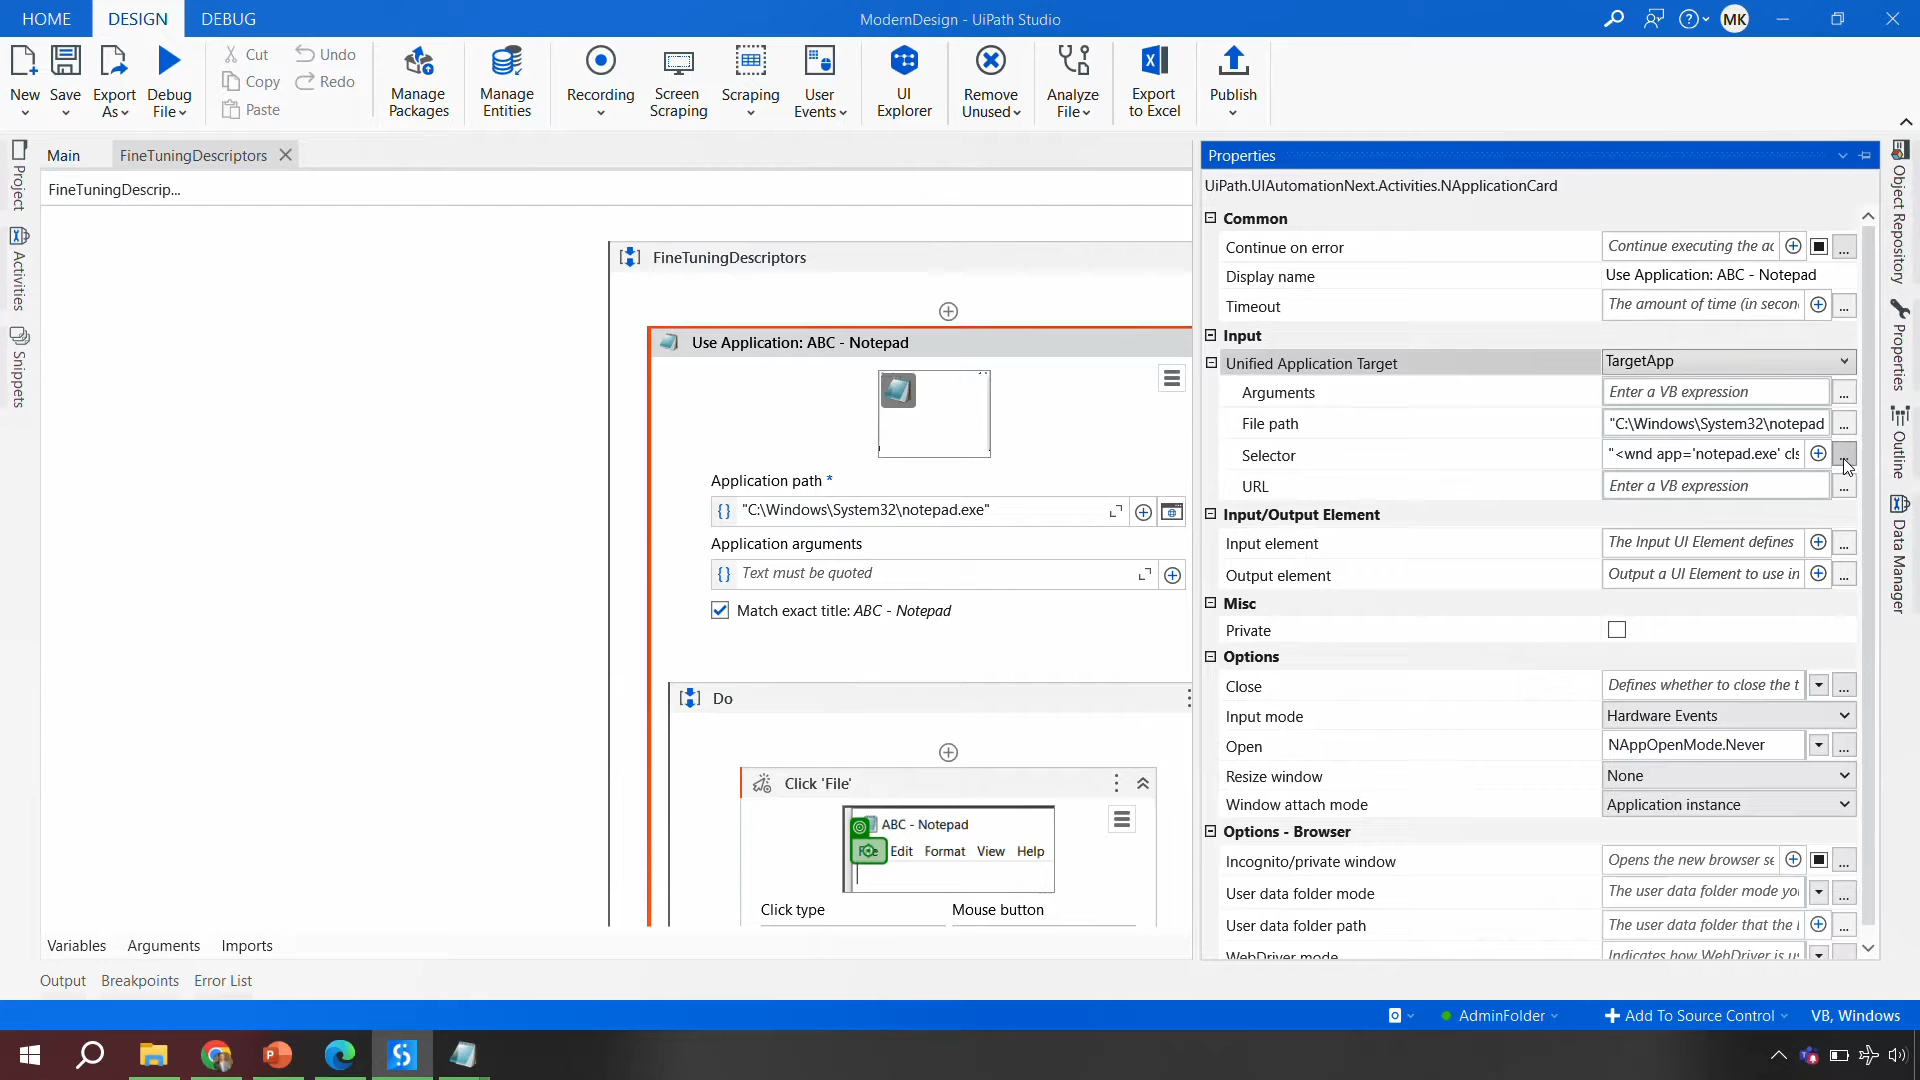 HOME DESIGN DEBUG ModernDesign - UiPath Studio MK
New Save Export As Debug File Cut Copy Paste Undo Redo Manage Packages Manage Entities Recording Screen Scraping Scraping User Events UI Explorer Remove Unused Analyze File Export to Excel Publish
Main FineTuningDescriptors
FineTuningDescrip...
Project
Activities
Snippets
FineTuningDescriptors
Use Application: ABC - Notepad
Application path *
"C:\Windows\System32\notepad.exe"
Application arguments
Text must be quoted
Match exact title: ABC - Notepad
Do
Click 'File'
ABC - Notepad
File Edit Format View Help
Click type Mouse button
Variables Arguments Imports
Output Breakpoints Error List
Properties
UiPath.UIAutomationNext.Activities.NApplicationCard
Common
Continue on error Continue executing the ac ...
Display name Use Application: ABC - Notepad
Timeout The amount of time (in secon ...
Input
Unified Application Target TargetApp
Arguments Enter a VB expression ...
File path "C:\Windows\System32\notepad ...
Selector "<wnd app='notepad.exe' cls ...
URL Enter a VB expression ...
Input/Output Element
Input element The Input UI Element defines ...
Output element Output a UI Element to use in ...
Misc
Private
Options
Close Defines whether to close the t ...
Input mode Hardware Events
Open NAppOpenMode.Never ...
Resize window None
Window attach mode Application instance
Options - Browser
Incognito/private window Opens the new browser se ...
User data folder mode The user data folder mode yo ...
User data folder path The user data folder that the ...
WebDriver mode Indicates how WebDriver is us
Object Repository
Properties
Outline
Data Manager
AdminFolder Add To Source Control VB, Windows